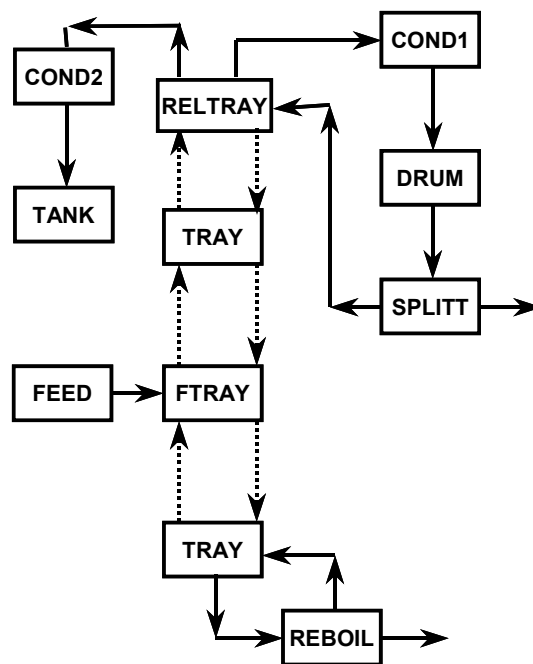 COND1
COND2
RELTRAY
DRUM
TANK
TRAY
SPLITT
FEED
FTRAY
TRAY
REBOIL